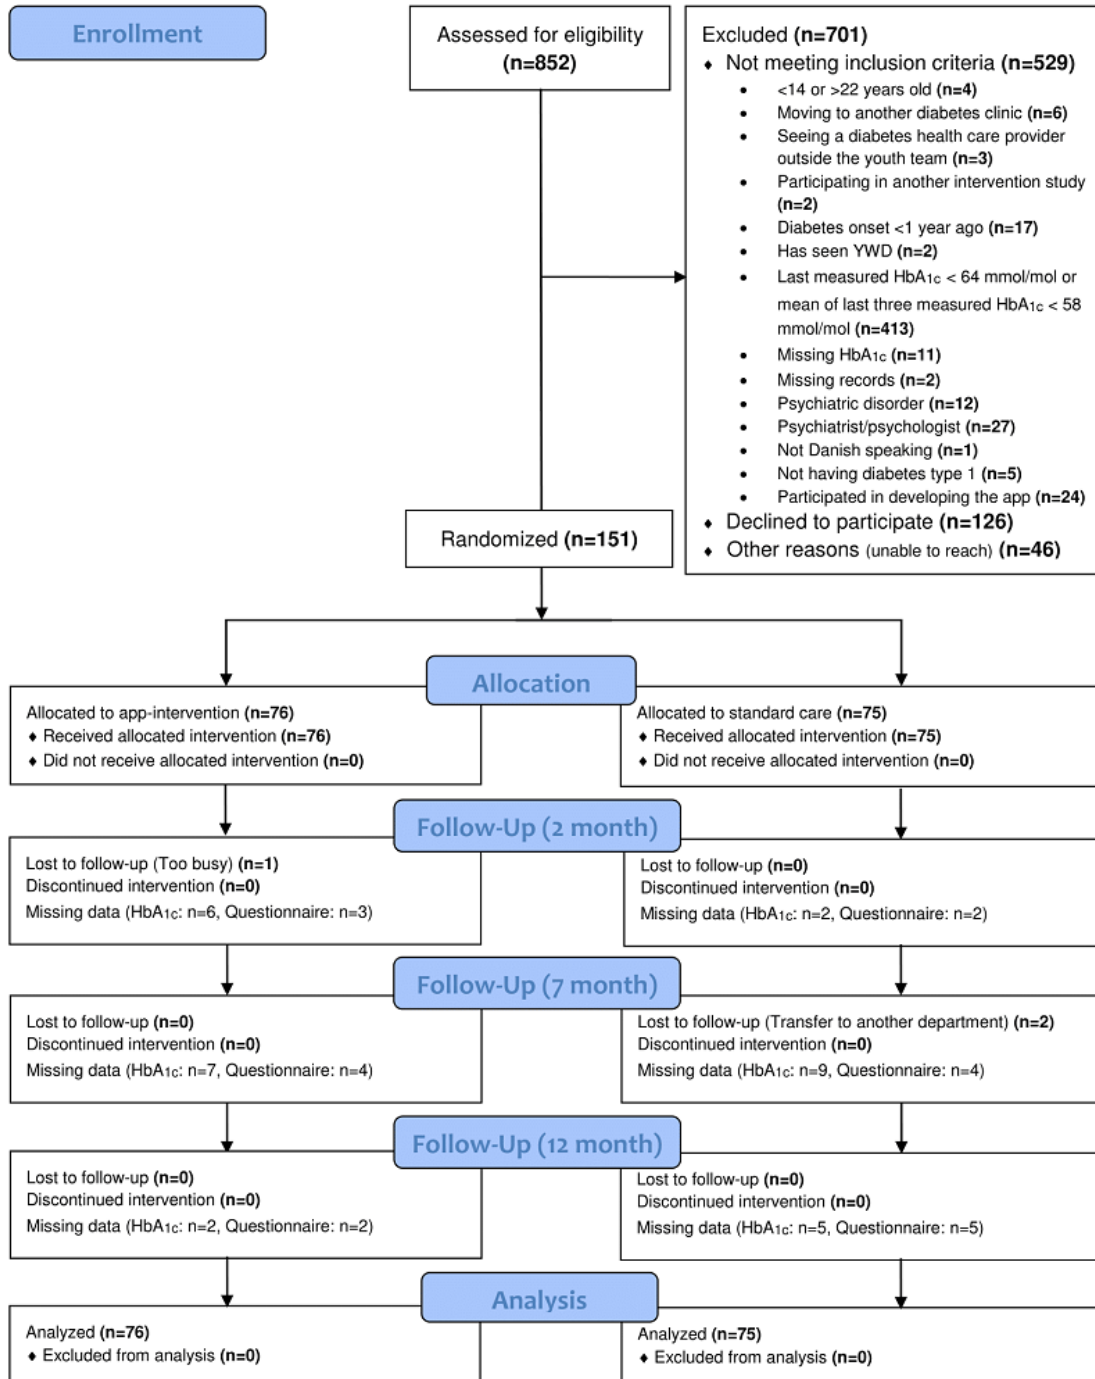 Enrollment
Assessed for eligibility
(n=852)
Excluded (n=701)
♦ Not meeting inclusion criteria (n=529)
• <14 or >22 years old (n=4)
• Moving to another diabetes clinic (n=6)
• Seeing a diabetes health care provider
outside the youth team (n=3)
• Participating in another intervention study
(n=2)
• Diabetes onset <1 year ago (n=17)
• Has seen YWD (n=2)
• Last measured HbA1c < 64 mmol/mol or
mean of last three measured HbA1c < 58
mmol/mol (n=413)
• Missing HbA1c (n=11)
• Missing records (n=2)
• Psychiatric disorder (n=12)
• Psychiatrist/psychologist (n=27)
• Not Danish speaking (n=1)
• Not having diabetes type 1 (n=5)
• Participated in developing the app (n=24)
♦ Declined to participate (n=126)
♦ Other reasons (unable to reach) (n=46)
Randomized (n=151)
Allocation
Allocated to app-intervention (n=76)
♦ Received allocated intervention (n=76)
♦ Did not receive allocated intervention (n=0)
Allocated to standard care (n=75)
♦ Received allocated intervention (n=75)
♦ Did not receive allocated intervention (n=0)
Follow-Up (2 month)
Lost to follow-up (Too busy) (n=1)
Discontinued intervention (n=0)
Missing data (HbA1c: n=6, Questionnaire: n=3)
Lost to follow-up (n=0)
Discontinued intervention (n=0)
Missing data (HbA1c: n=2, Questionnaire: n=2)
Follow-Up (7 month)
Lost to follow-up (n=0)
Discontinued intervention (n=0)
Missing data (HbA1c: n=7, Questionnaire: n=4)
Lost to follow-up (Transfer to another department) (n=2)
Discontinued intervention (n=0)
Missing data (HbA1c: n=9, Questionnaire: n=4)
Follow-Up (12 month)
Lost to follow-up (n=0)
Discontinued intervention (n=0)
Missing data (HbA1c: n=2, Questionnaire: n=2)
Lost to follow-up (n=0)
Discontinued intervention (n=0)
Missing data (HbA1c: n=5, Questionnaire: n=5)
Analysis
Analyzed (n=76)
♦ Excluded from analysis (n=0)
Analyzed (n=75)
♦ Excluded from analysis (n=0)